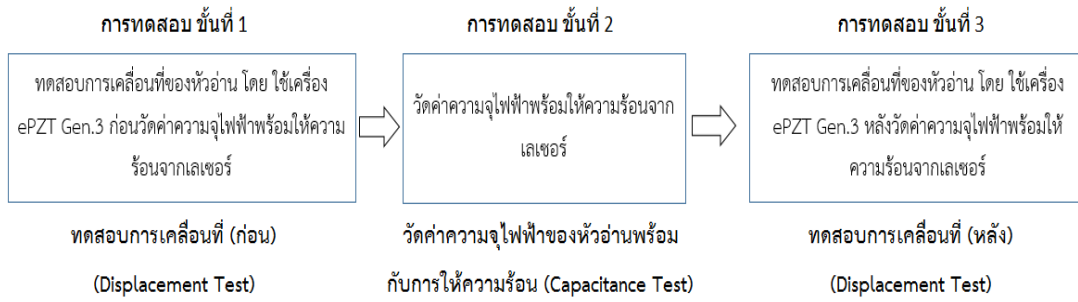 การทดสอบ ขั้นที่ 1
ทดสอบการเคลื่อนที่ของหัวอ่าน โดย ใช้เครื่อง
ePZT Gen.3 ก่อนวัดค่าความจุไฟฟ้าพร้อมให้ความ
ร้อนจากเลเซอร์
ทดสอบการเคลื่อนที่ (ก่อน)
(Displacement Test)
การทดสอบ ขั้นที่ 2
วัดค่าความจุไฟฟ้าพร้อมให้ความร้อนจาก
เลเซอร์
วัดค่าความจุไฟฟ้าของหัวอ่านพร้อม
กับการให้ความร้อน (Capacitance Test)
การทดสอบ ขั้นที่ 3
ทดสอบการเคลื่อนที่ของหัวอ่าน โดย ใช้เครื่อง
ePZT Gen.3 หลังวัดค่าความจุไฟฟ้าพร้อมให้
ความร้อนจากเลเซอร์
ทดสอบการเคลื่อนที่ (หลัง)
(Displacement Test)